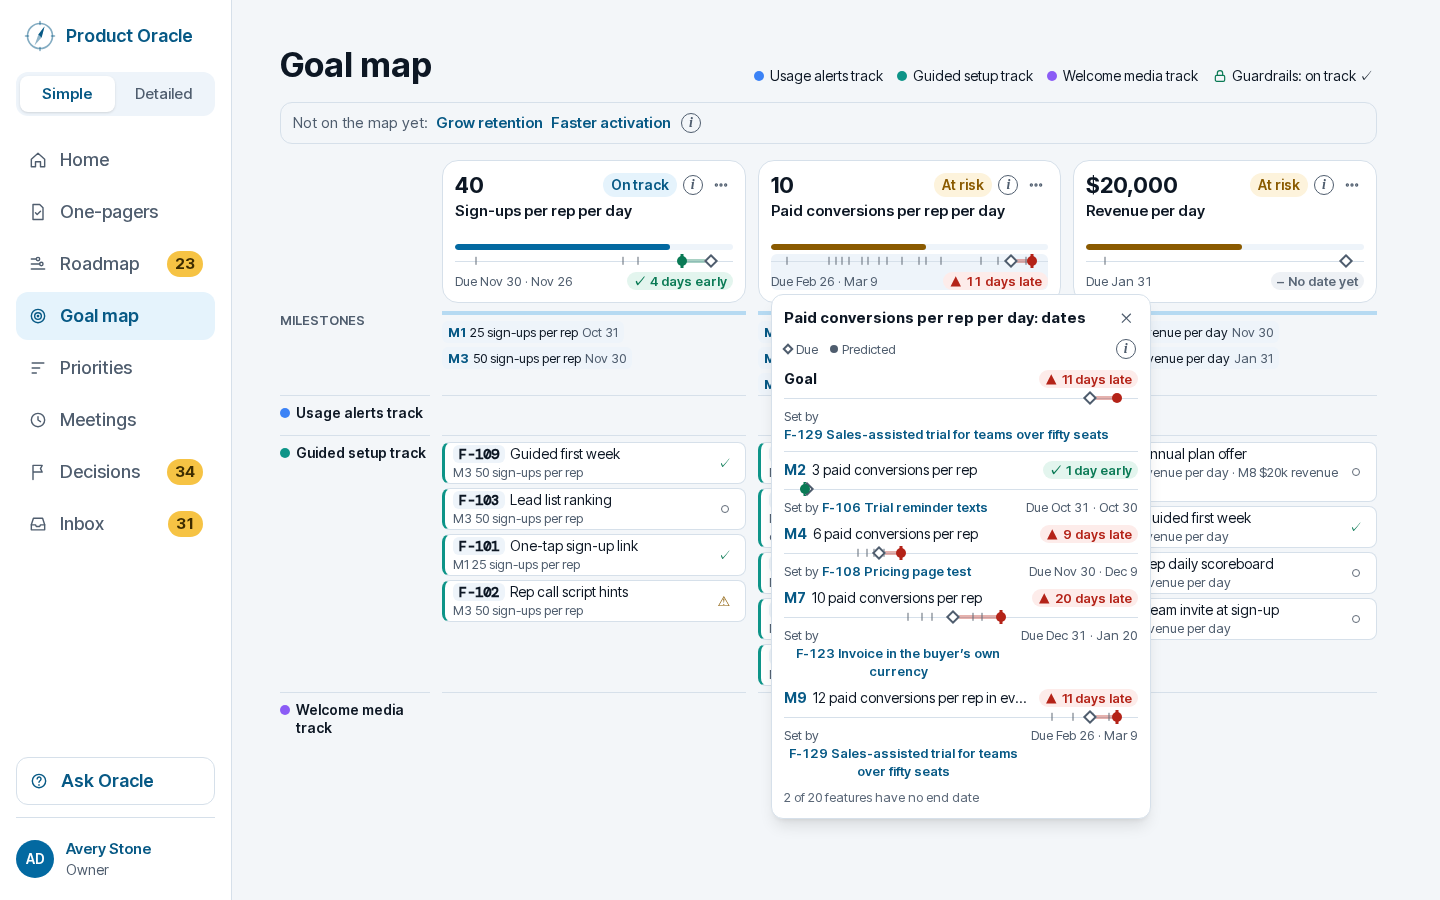 Product Oracle
Simple
Detailed
Home
One-pagers
Roadmap
23
Goal map
Priorities
Meetings
Decisions
34
Inbox
31
Ask Oracle
AD
Avery Stone
Owner
Goal map
Usage alerts track
Guided setup track
Welcome media track
Guardrails: on track ✓
Not on the map yet: Grow retention Faster activation i
40
On track
i
Sign-ups per rep per day
Due Nov 30 · Nov 26
✓ 4 days early
10
At risk
i
Paid conversions per rep per day
Due Feb 26 · Mar 9
▲ 11 days late
$20,000
At risk
i
Revenue per day
Due Jan 31
– No date yet
MILESTONES
M1 25 sign-ups per rep Oct 31
M3 50 sign-ups per rep Nov 30
venue per day Nov 30
venue per day Jan 31
Usage alerts track
Guided setup track
F-109 Guided first week
M3 50 sign-ups per rep
✓
F-103 Lead list ranking
M3 50 sign-ups per rep
F-101 One-tap sign-up link
M1 25 sign-ups per rep
✓
F-102 Rep call script hints
M3 50 sign-ups per rep
⚠
nnual plan offer
venue per day · M8 $20k revenue
uided first week
venue per day
✓
ep daily scoreboard
venue per day
eam invite at sign-up
venue per day
Welcome media
track
Paid conversions per rep per day: dates
Due
Predicted
i
Goal
▲ 11 days late
Set by
F-129 Sales-assisted trial for teams over fifty seats
M2 3 paid conversions per rep
✓ 1 day early
Set by F-106 Trial reminder texts
Due Oct 31 · Oct 30
M4 6 paid conversions per rep
▲ 9 days late
Set by F-108 Pricing page test
Due Nov 30 · Dec 9
M7 10 paid conversions per rep
▲ 20 days late
Set by
Due Dec 31 · Jan 20
F-123 Invoice in the buyer’s own
currency
M9 12 paid conversions per rep in ev…
▲ 11 days late
Set by
Due Feb 26 · Mar 9
F-129 Sales-assisted trial for teams
over fifty seats
2 of 20 features have no end date